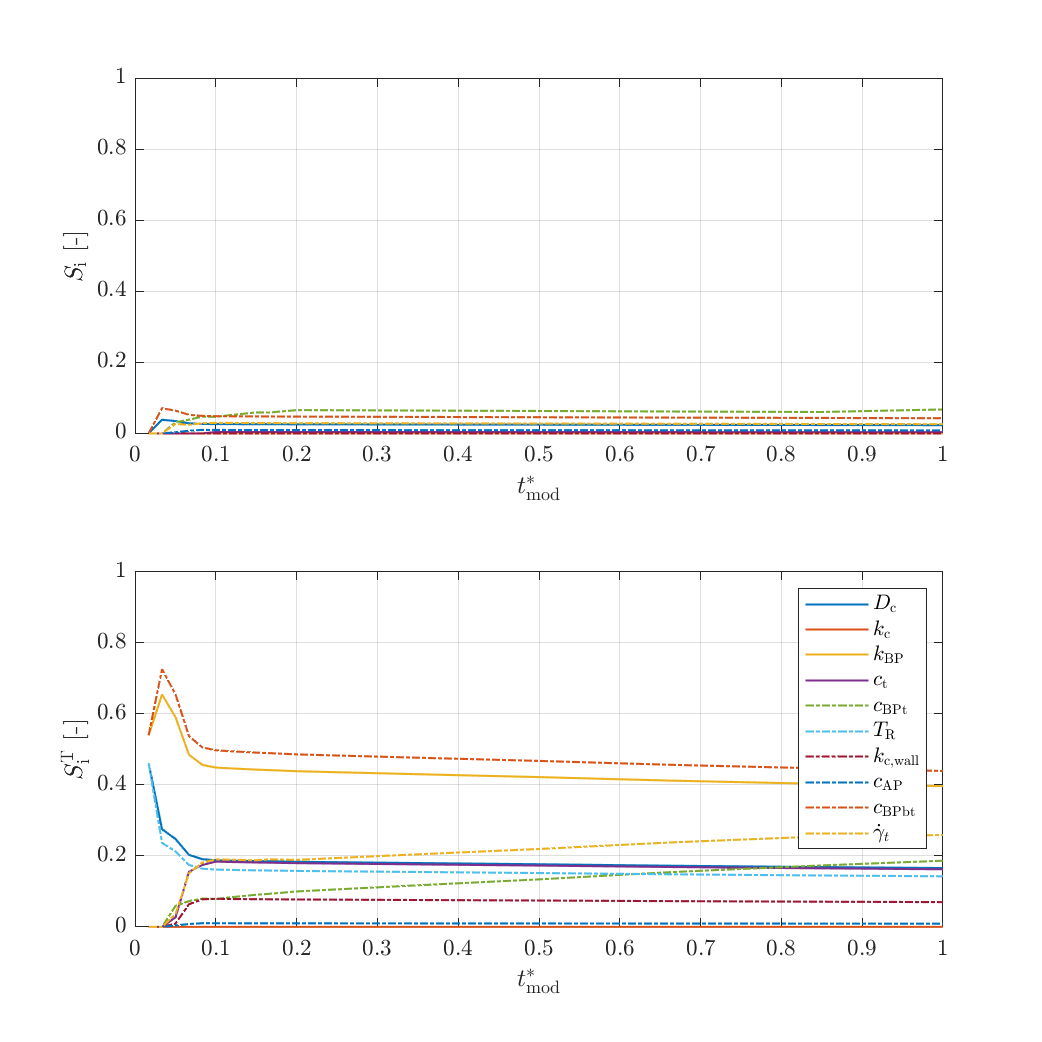 1
0.8
0.6
0.4
0.2
0
S_i [-]
0 0.1 0.2 0.3 0.4 0.5 0.6 0.7 0.8 0.9 1
t*_mod
1
0.8
0.6
0.4
0.2
0
S_i^T [-]
D_c
k_c
k_BP
c_t
c_BPt
T_R
k_c,wall
c_AP
c_BPbt
γ̇_t
0 0.1 0.2 0.3 0.4 0.5 0.6 0.7 0.8 0.9 1
t*_mod